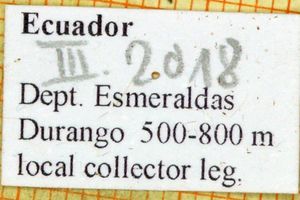 Ecuador
III. 2018
Dept. Esmeraldas
Durango 500-800 m
local collector leg.